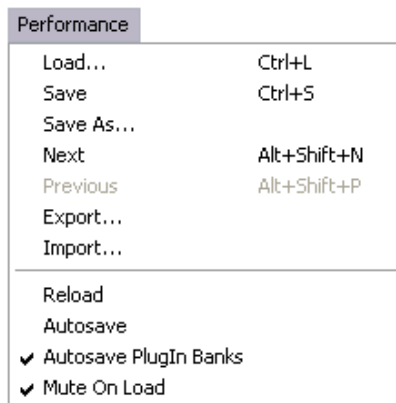 Performance
Load... Ctrl+L
Save Ctrl+S
Save As...
Next Alt+Shift+N
Previous Alt+Shift+P
Export...
Import...
Reload
Autosave
Autosave PlugIn Banks
Mute On Load